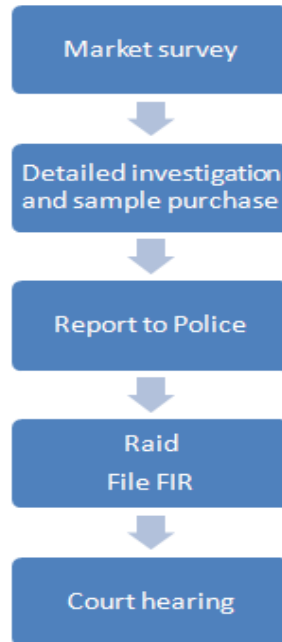 Market survey
Detailed investigation
and sample purchase
Report to Police
Raid
File FIR
Court hearing